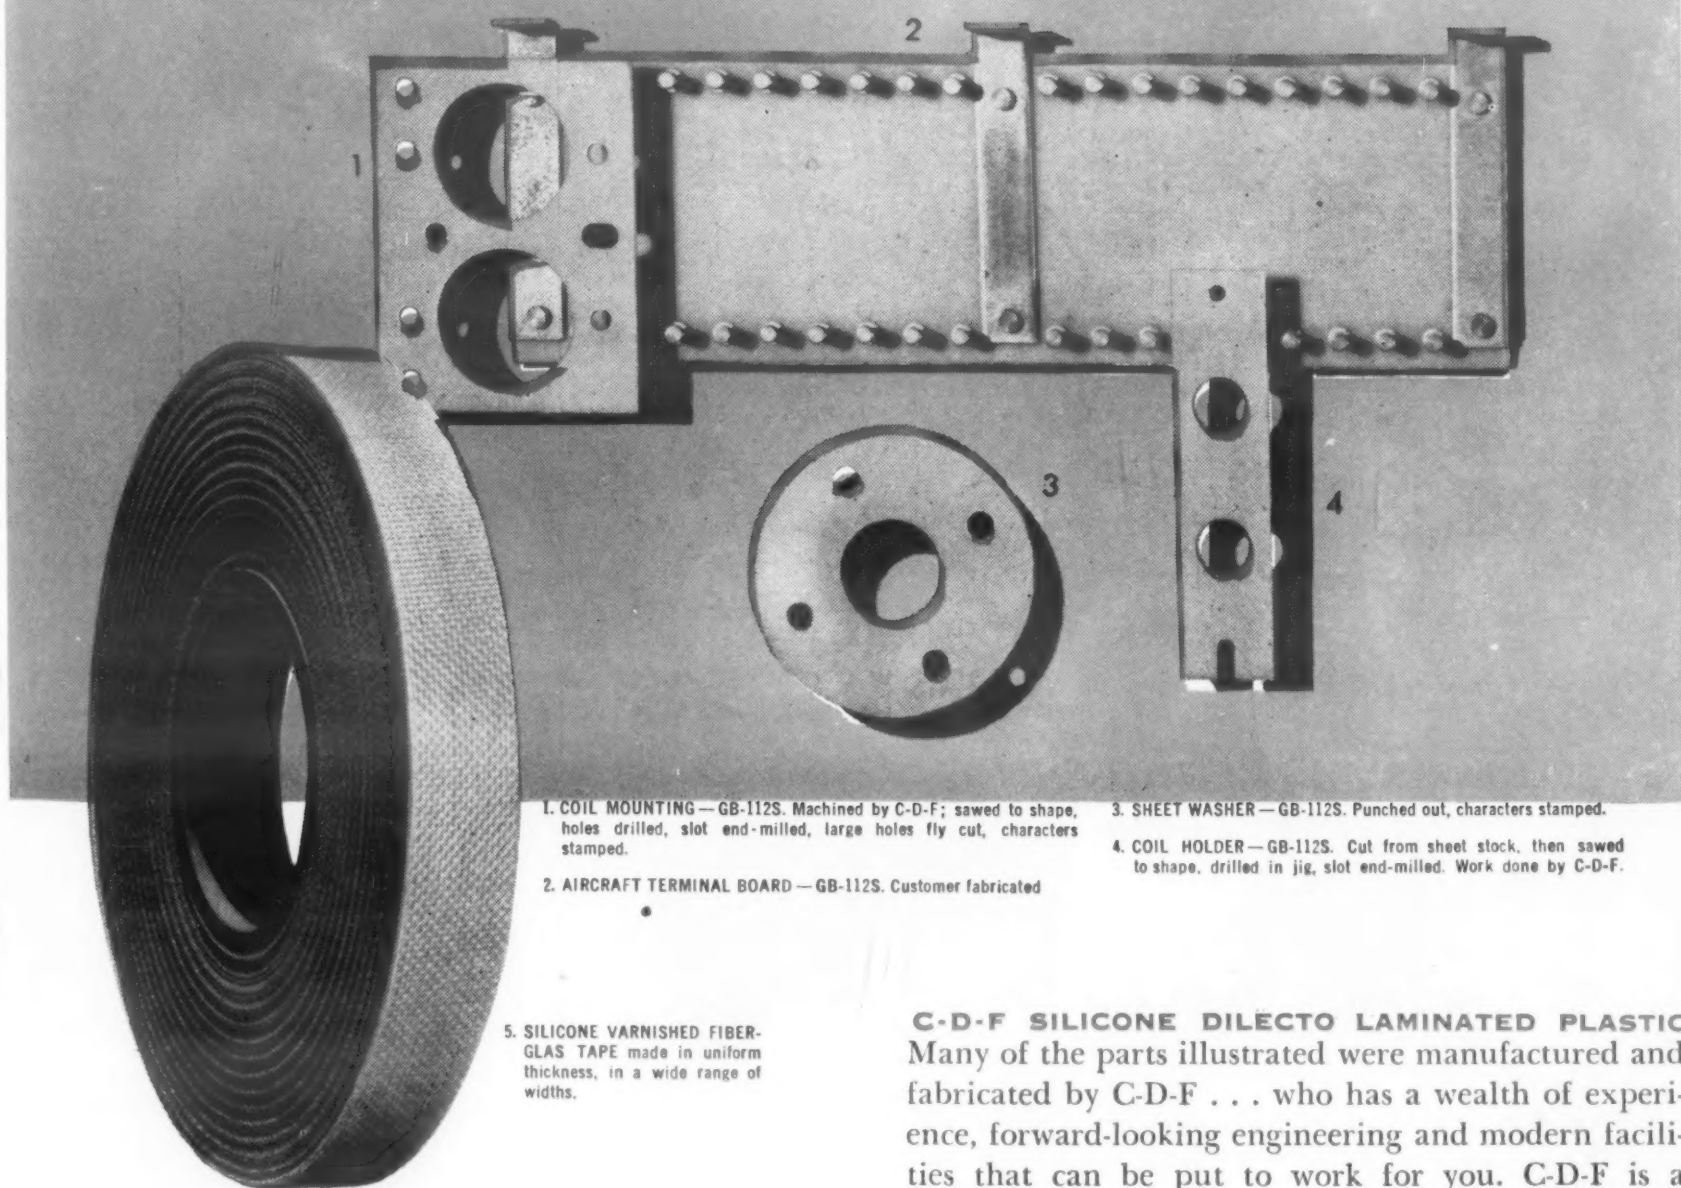 2
1
3
4
1. COIL MOUNTING — GB-112S. Machined by C-D-F; sawed to shape,
holes drilled, slot end-milled, large holes fly cut, characters
stamped.
2. AIRCRAFT TERMINAL BOARD — GB-112S. Customer fabricated
3. SHEET WASHER — GB-112S. Punched out, characters stamped.
4. COIL HOLDER — GB-112S. Cut from sheet stock, then sawed
to shape, drilled in jig, slot end-milled. Work done by C-D-F.
5. SILICONE VARNISHED FIBER-
GLAS TAPE made in uniform
thickness, in a wide range of
widths.
C-D-F SILICONE DILECTO LAMINATED PLASTIC
Many of the parts illustrated were manufactured and
fabricated by C-D-F . . . who has a wealth of experi-
ence, forward-looking engineering and modern facili-
ties that can be put to work for you. C-D-F is a